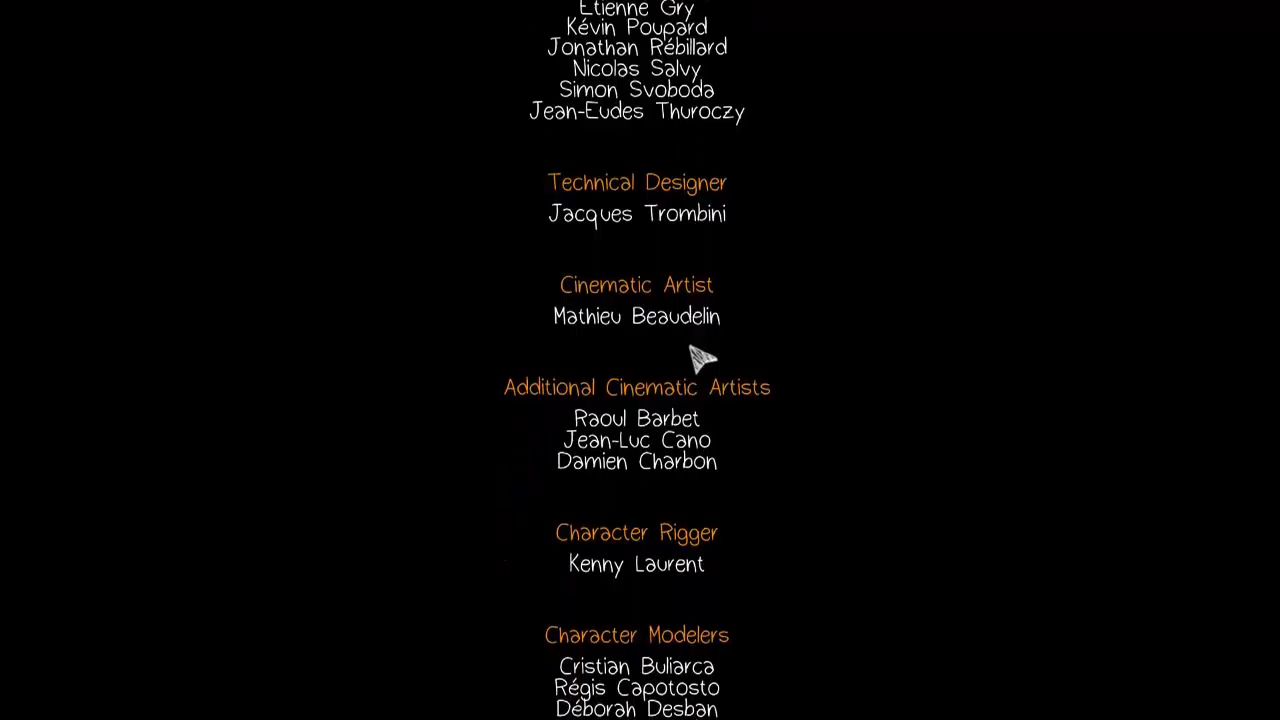 Etienne Gry
Kévin Poupard
Jonathan Rébillard
Nicolas Salvy
Simon Svoboda
Jean-Eudes Thuroczy
Technical Designer
Jacques Trombini
Cinematic Artist
Mathieu Beaudelin
Additional Cinematic Artists
Raoul Barbet
Jean-Luc Cano
Damien Charbon
Character Rigger
Kenny Laurent
Character Modelers
Cristian Buliarca
Régis Capotosto
Déborah Desban